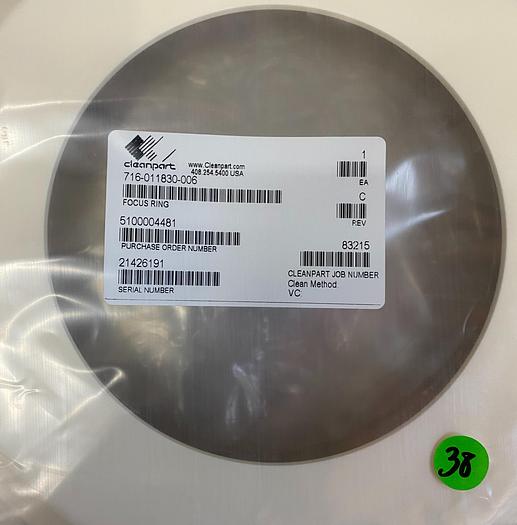 cleanpart
www.Cleanpart.com
408.254.5400 USA
716-011830-006
FOCUS RING
1
EA
C
REV
5100004481
PURCHASE ORDER NUMBER
83215
CLEANPART JOB NUMBER
21426191
SERIAL NUMBER
Clean Method
VC:
38